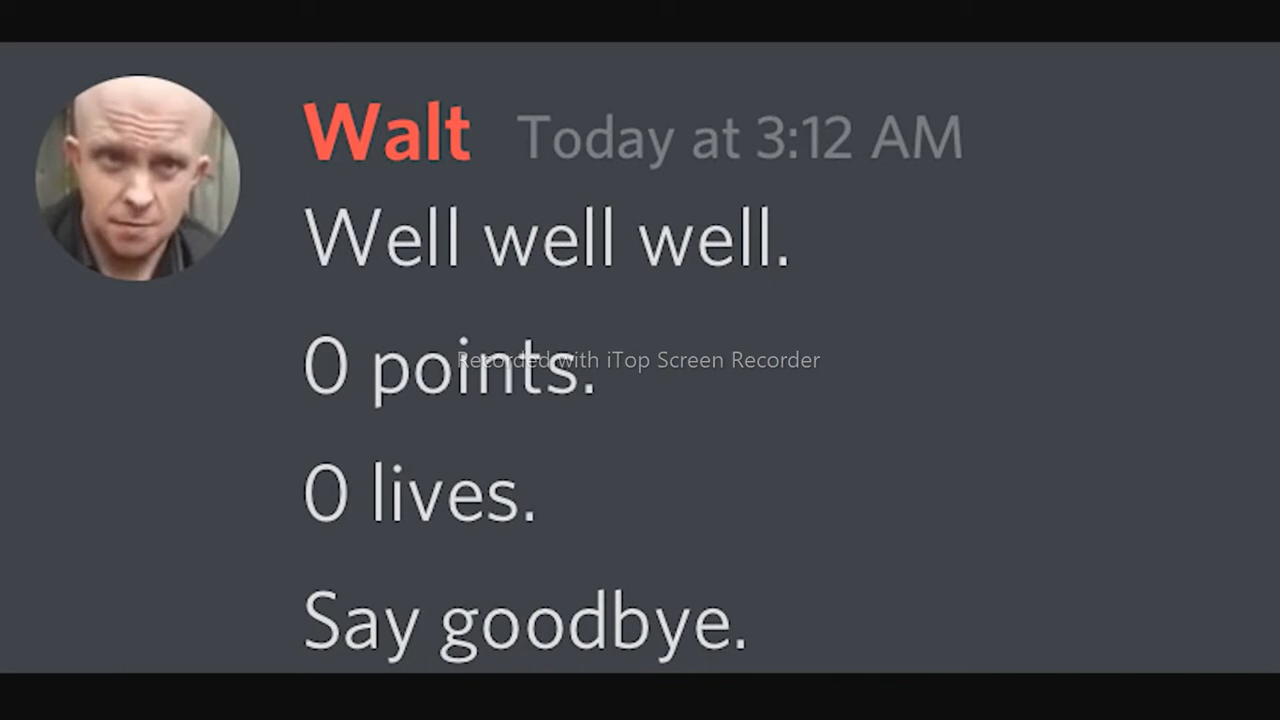 Walt Today at 3:12 AM
Well well well.
0 points.
Recorded with iTop Screen Recorder
0 lives.
Say goodbye.